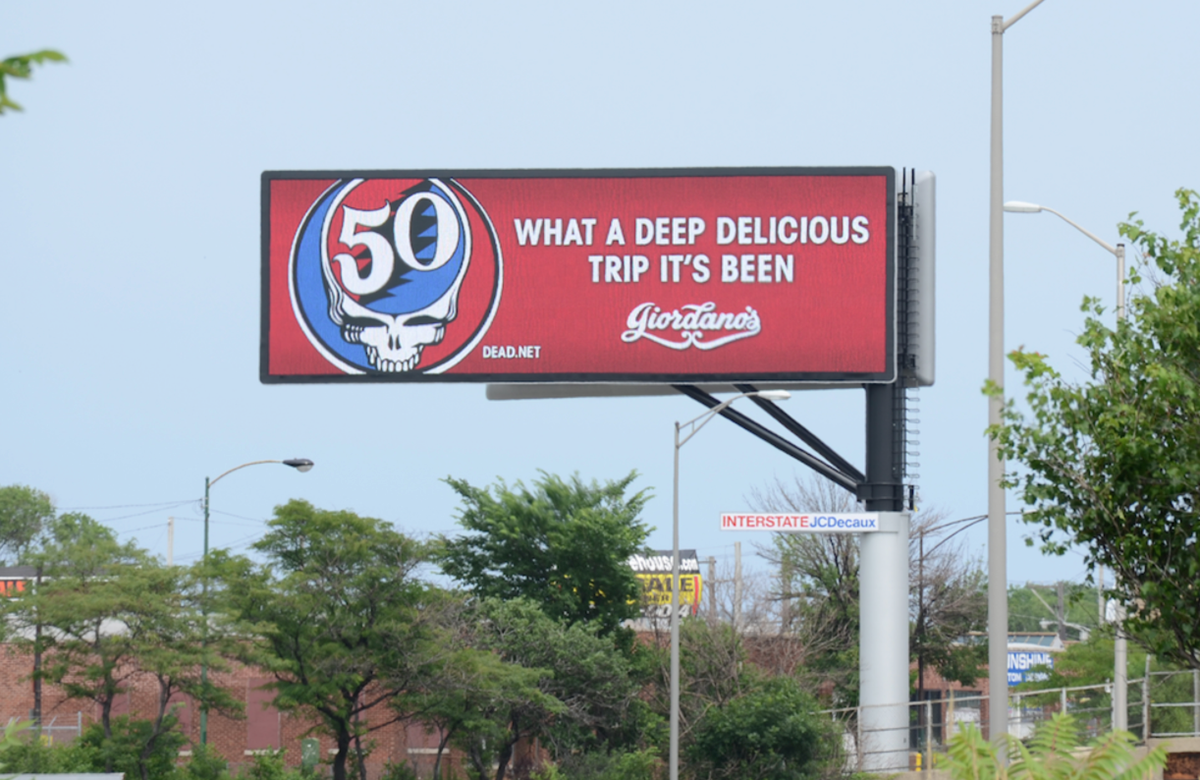 50
WHAT A DEEP DELICIOUS
TRIP IT'S BEEN
Giordano's
DEAD.NET
INTERSTATE JCDecaux